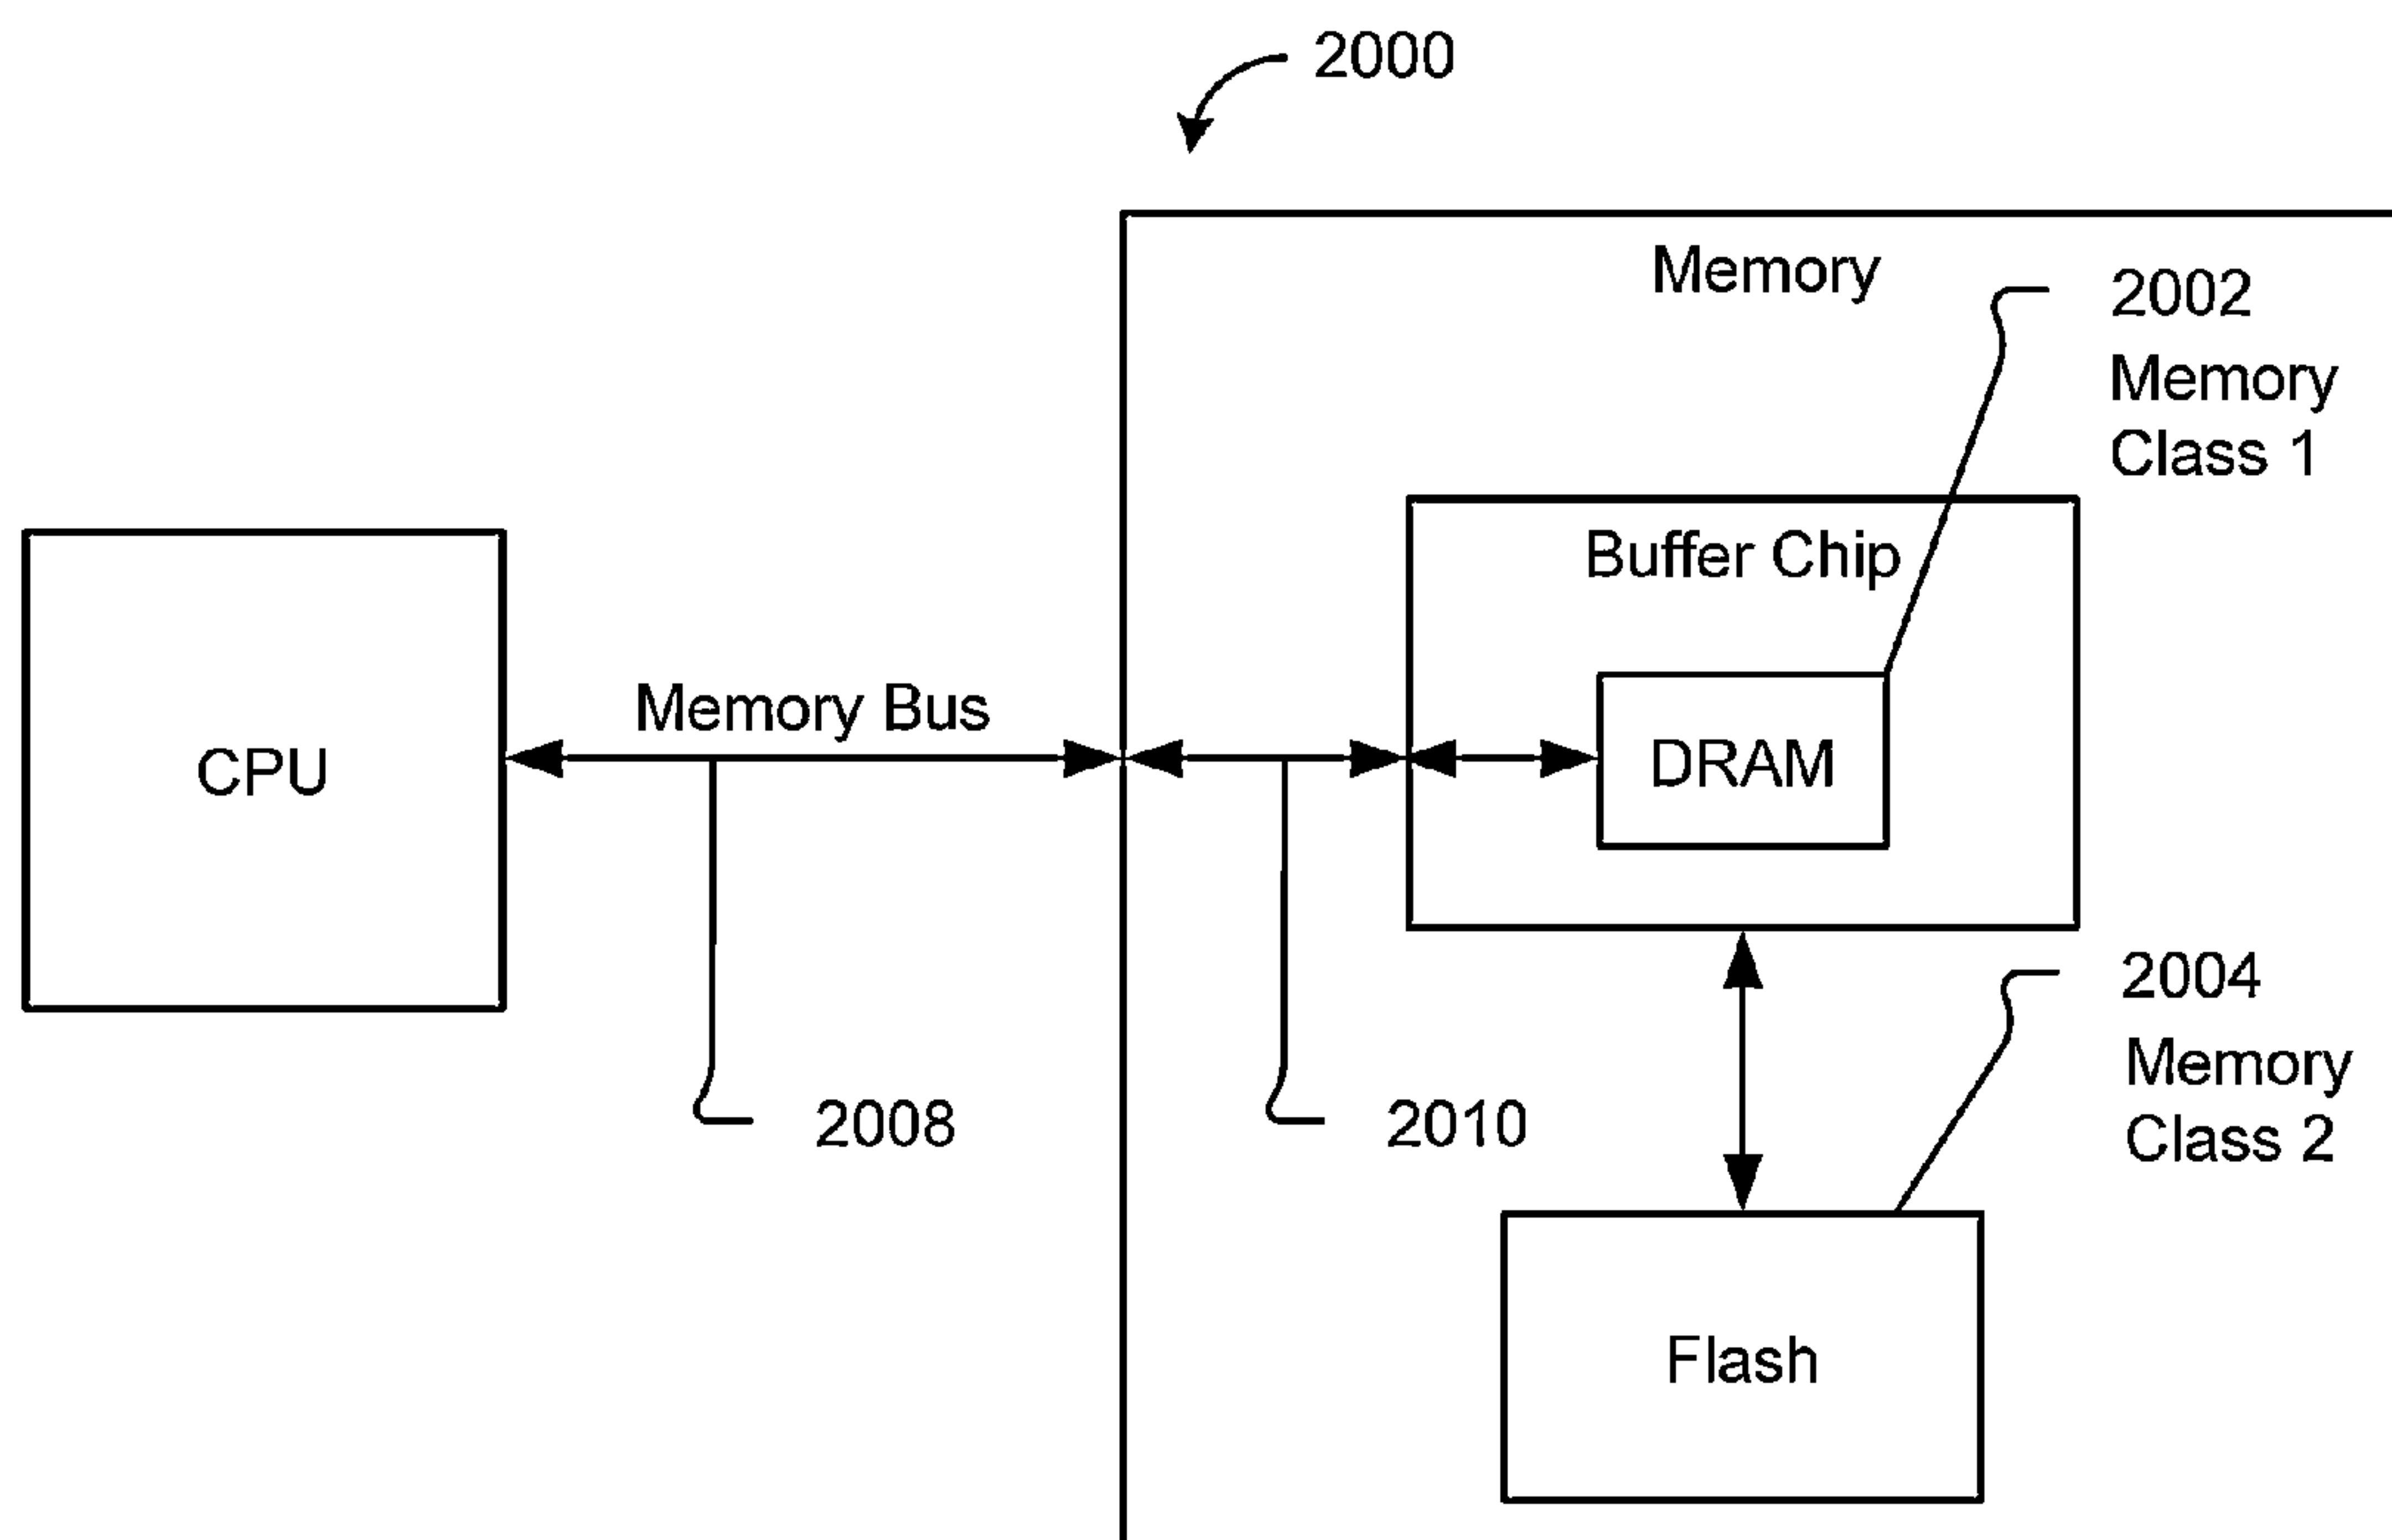 2000
Memory
2002
Memory
Class 1
Buffer Chip
Memory Bus
CPU
DRAM
2004
Memory
Class 2
2008
2010
Flash